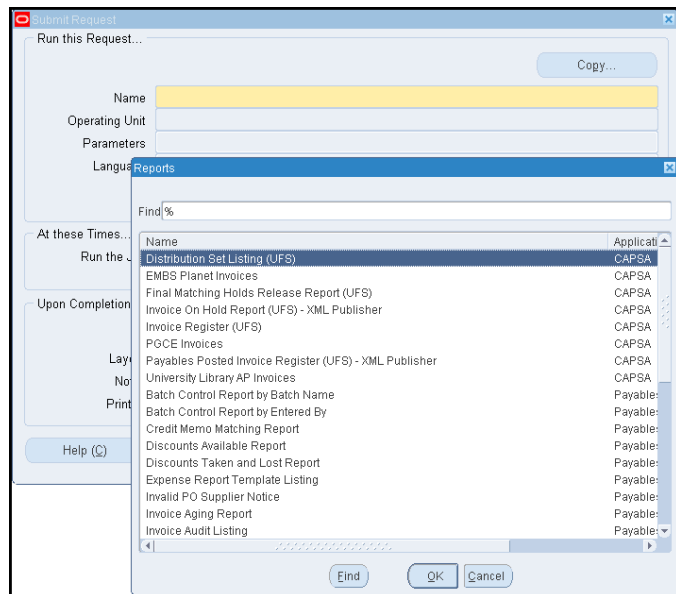 Submit Request
Run this Request...
Copy...
Name
Operating Unit
Parameters
Reports
Find %
At these Times...
Name Applicati
Run the
Distribution Set Listing (UFS) CAPSA
EMBS Planet Invoices CAPSA
Final Matching Holds Release Report (UFS) CAPSA
Upon Completion
Invoice On Hold Report (UFS) - XML Publisher CAPSA
Invoice Register (UFS) CAPSA
PGCE Invoices CAPSA
Payables Posted Invoice Register (UFS) - XML Publisher CAPSA
University Library AP Invoices CAPSA
Batch Control Report by Batch Name Payable
Print
Batch Control Report by Entered By Payable
Credit Memo Matching Report Payable
Help (C)
Discounts Available Report Payable
Discounts Taken and Lost Report Payable
Expense Report Template Listing Payable
Invalid PO Supplier Notice Payable
Invoice Aging Report Payable
Invoice Audit Listing Payable
Find OK Cancel